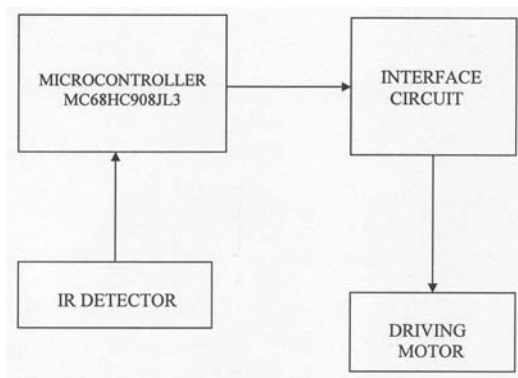 MICROCONTROLLER
MC68HC908JL3
INTERFACE
CIRCUIT
IR DETECTOR
DRIVING
MOTOR